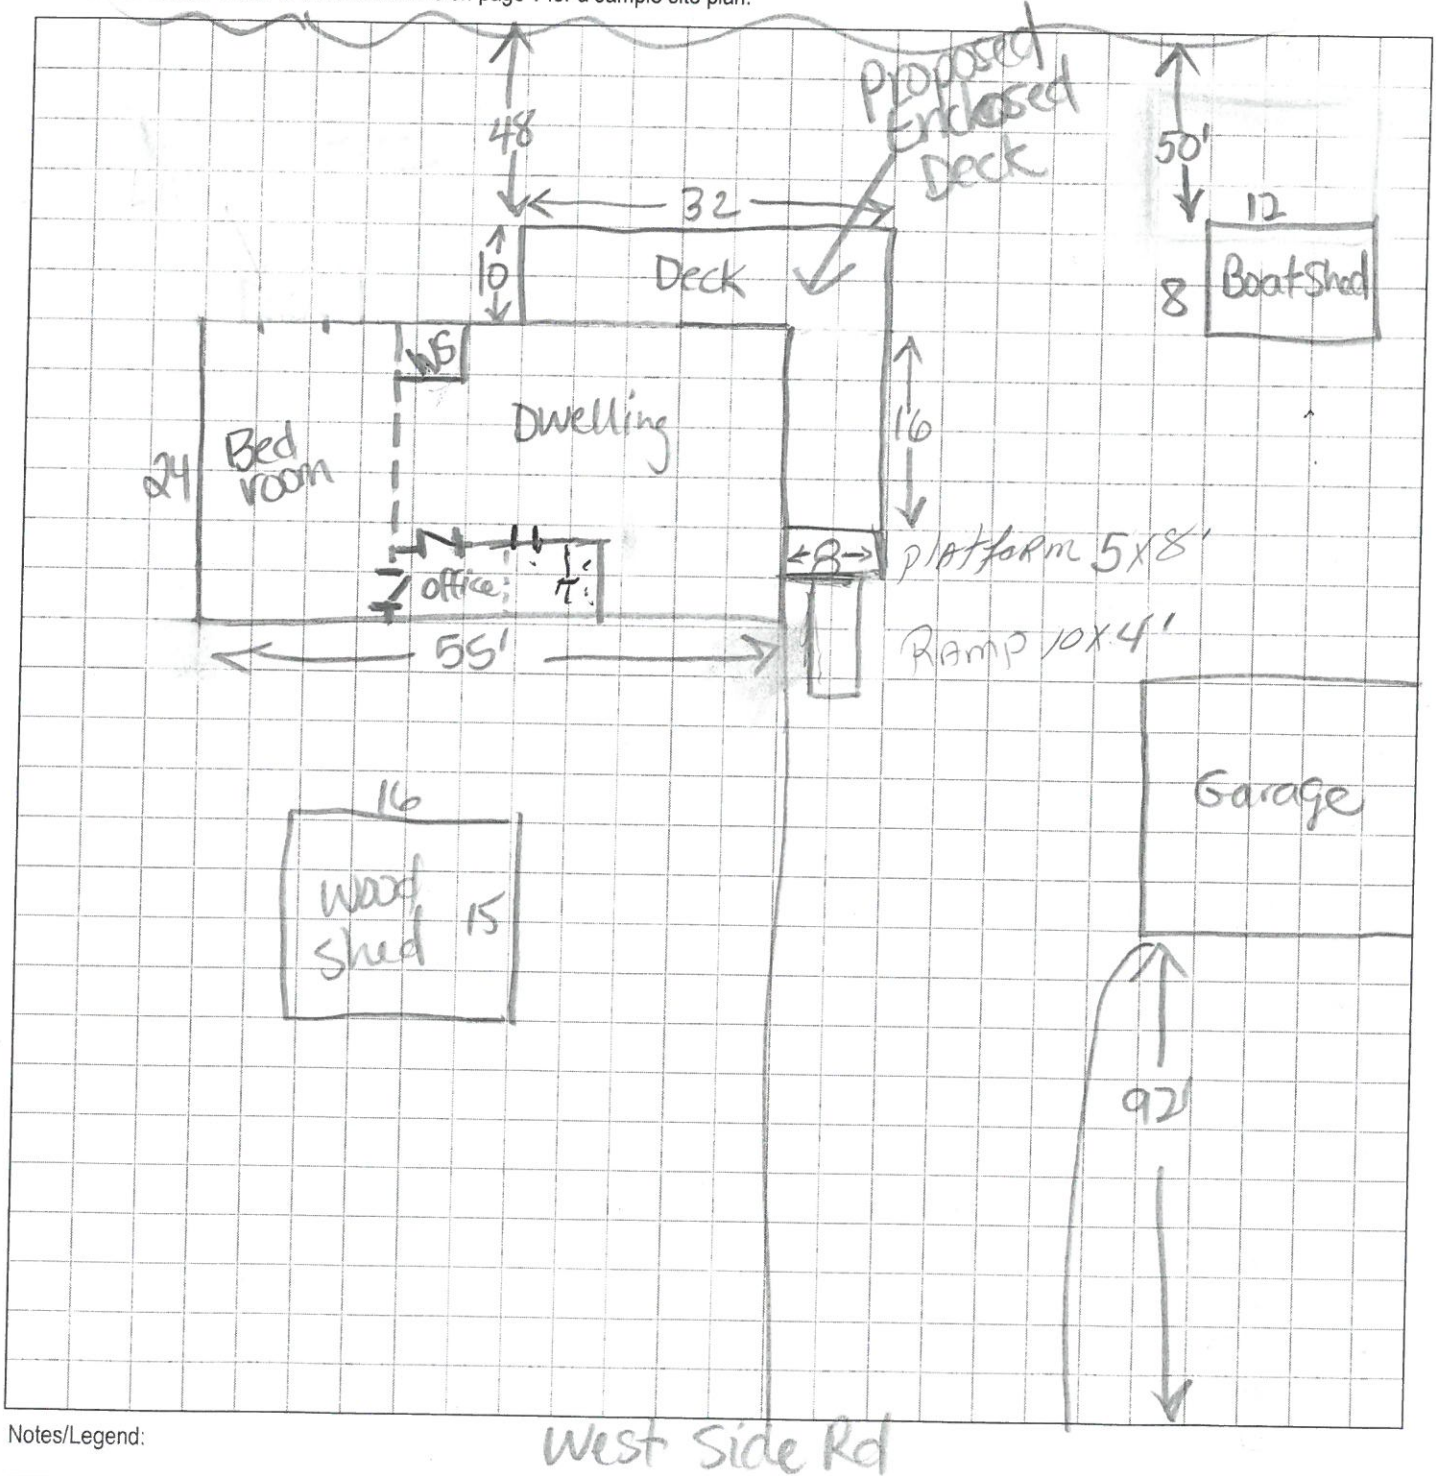 page 1 for a sample site plan.
Proposed
Enclosed
Deck
48
50'
32
12
10
Deck
8
Boat Shed
WS
Dwelling
16
24
Bed
room
8
Platform 5x8'
office
55'
Ramp 10x4'
Garage
16
Wood
Shed
15
92'
Notes/Legend:
West Side Rd